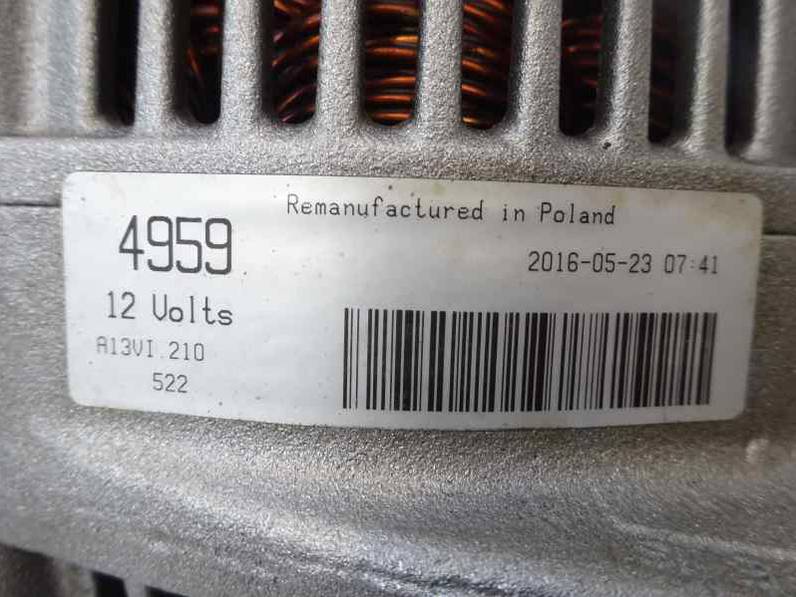 Remanufactured in Poland
4959
2016-05-23 07:41
12 Volts
A13VI.210
522